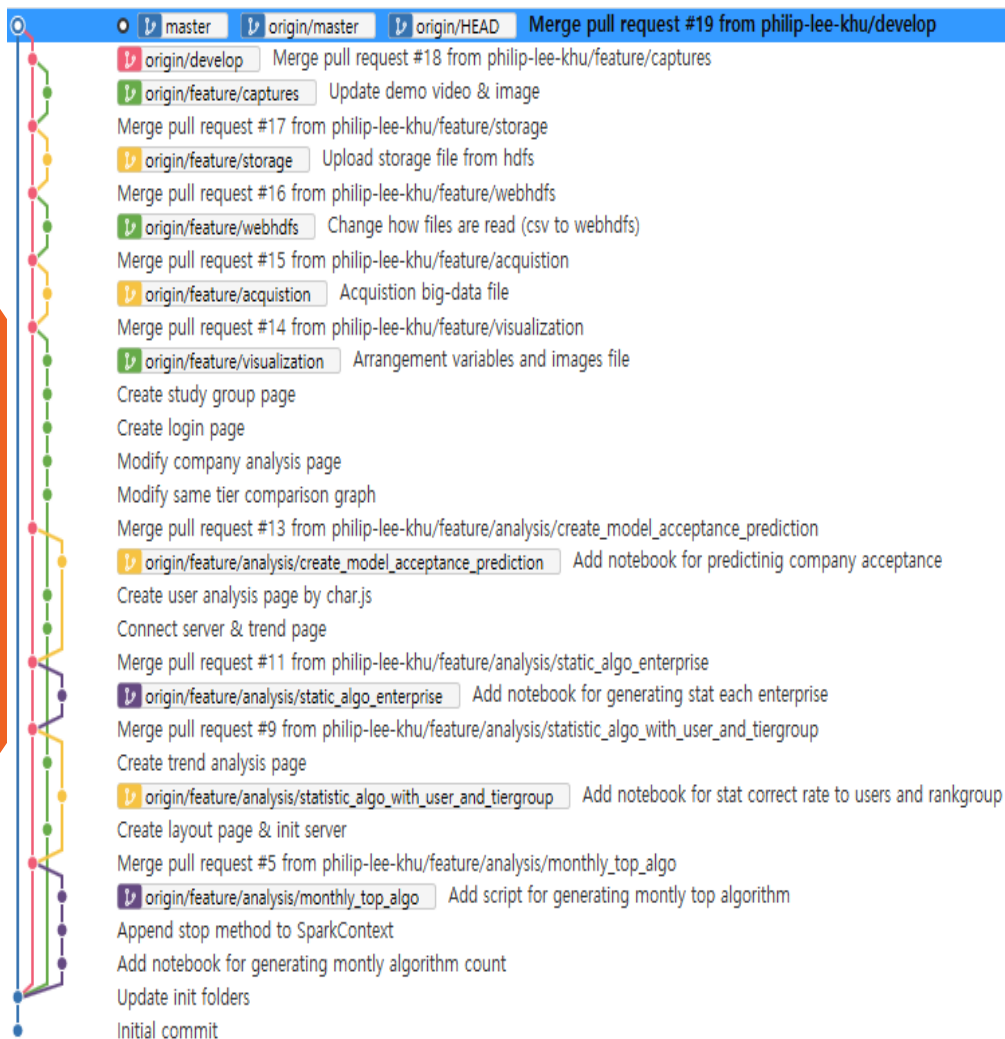 master origin/master origin/HEAD Merge pull request #19 from philip-lee-khu/develop
origin/develop Merge pull request #18 from philip-lee-khu/feature/captures
origin/feature/captures Update demo video & image
Merge pull request #17 from philip-lee-khu/feature/storage
origin/feature/storage Upload storage file from hdfs
Merge pull request #16 from philip-lee-khu/feature/webhdfs
origin/feature/webhdfs Change how files are read (csv to webhdfs)
Merge pull request #15 from philip-lee-khu/feature/acquistion
origin/feature/acquistion Acquistion big-data file
Merge pull request #14 from philip-lee-khu/feature/visualization
origin/feature/visualization Arrangement variables and images file
Create study group page
Create login page
Modify company analysis page
Modify same tier comparison graph
Merge pull request #13 from philip-lee-khu/feature/analysis/create_model_acceptance_prediction
origin/feature/analysis/create_model_acceptance_prediction Add notebook for predictinig company acceptance
Create user analysis page by char.js
Connect server & trend page
Merge pull request #11 from philip-lee-khu/feature/analysis/static_algo_enterprise
origin/feature/analysis/static_algo_enterprise Add notebook for generating stat each enterprise
Merge pull request #9 from philip-lee-khu/feature/analysis/statistic_algo_with_user_and_tiergroup
Create trend analysis page
origin/feature/analysis/statistic_algo_with_user_and_tiergroup Add notebook for stat correct rate to users and rankgroup
Create layout page & init server
Merge pull request #5 from philip-lee-khu/feature/analysis/monthly_top_algo
origin/feature/analysis/monthly_top_algo Add script for generating montly top algorithm
Append stop method to SparkContext
Add notebook for generating montly algorithm count
Update init folders
Initial commit